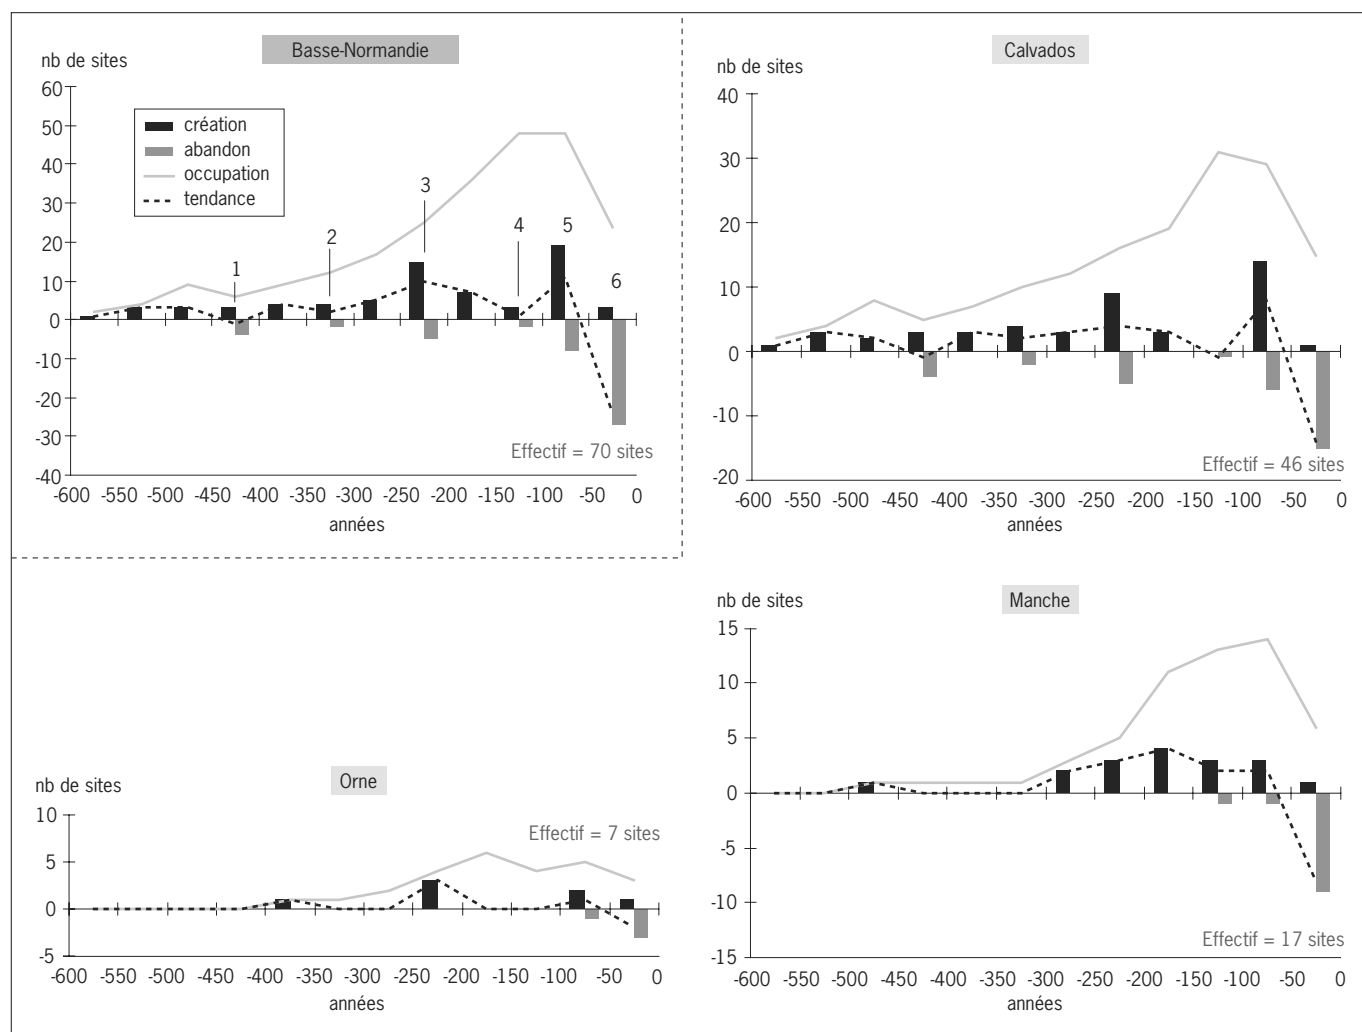 Basse-Normandie
nb de sites
60
50
40
30
20
10
0
-10
-20
-30
-40
création
abandon
occupation
tendance
1
2
3
4
5
6
Effectif = 70 sites
-600 -550 -500 -450 -400 -350 -300 -250 -200 -150 -100 -50 0
années
Calvados
nb de sites
40
30
20
10
0
-10
-20
Effectif = 46 sites
-600 -550 -500 -450 -400 -350 -300 -250 -200 -150 -100 -50 0
années
Orne
nb de sites
10
5
0
-5
Effectif = 7 sites
-600 -550 -500 -450 -400 -350 -300 -250 -200 -150 -100 -50 0
années
Manche
nb de sites
15
10
5
0
-5
-10
-15
Effectif = 17 sites
-600 -550 -500 -450 -400 -350 -300 -250 -200 -150 -100 -50 0
années